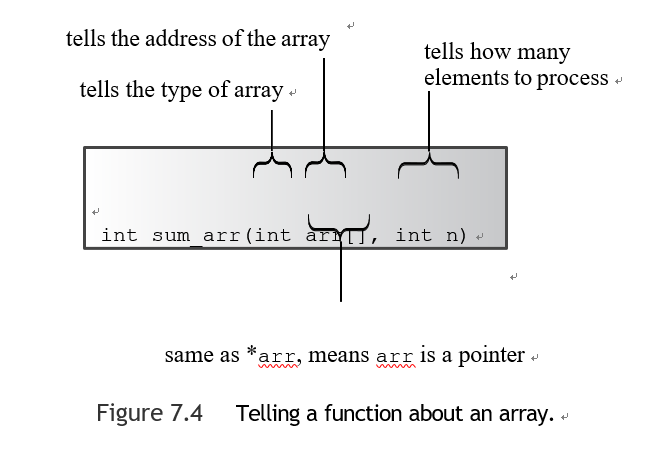 tells the address of the array
tells how many
elements to process
tells the type of array
int sum_arr(int arr[], int n)
same as *arr, means arr is a pointer
Figure 7.4 Telling a function about an array.